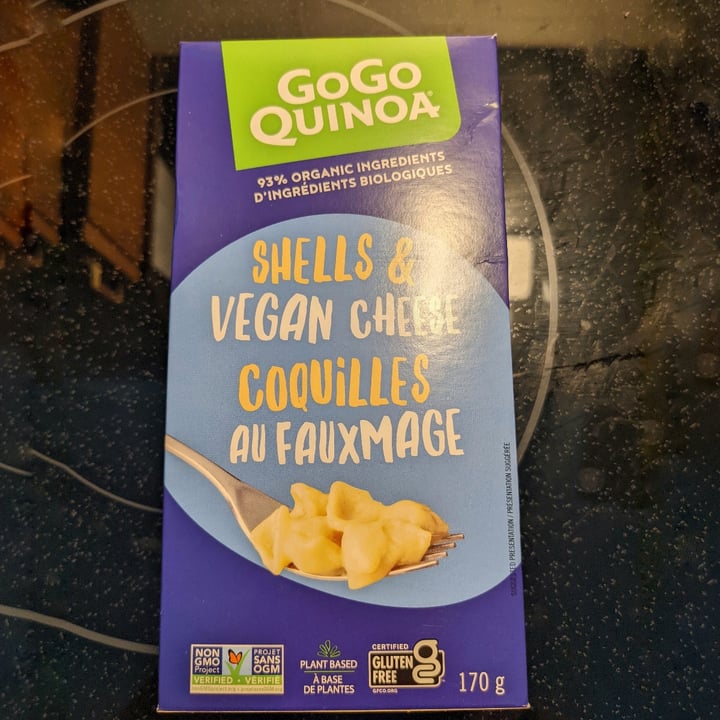 GoGo
QUINOA
93% ORGANIC INGREDIENTS
D'INGRÉDIENTS BIOLOGIQUES
SHELLS &
VEGAN CHEESE
COQUiLLES
AU FAUXMAGE
SUGGESTED PRESENTATION / PRÉSENTATION SUGGÉRÉE
NON
GMO
Project
PROJET
SANS
OGM
VERIFIED • VÉRIFIÉ
PLANT BASED
À BASE
DE PLANTES
CERTIFIED
GLUTEN
FREE
GFCO.ORG
170 g